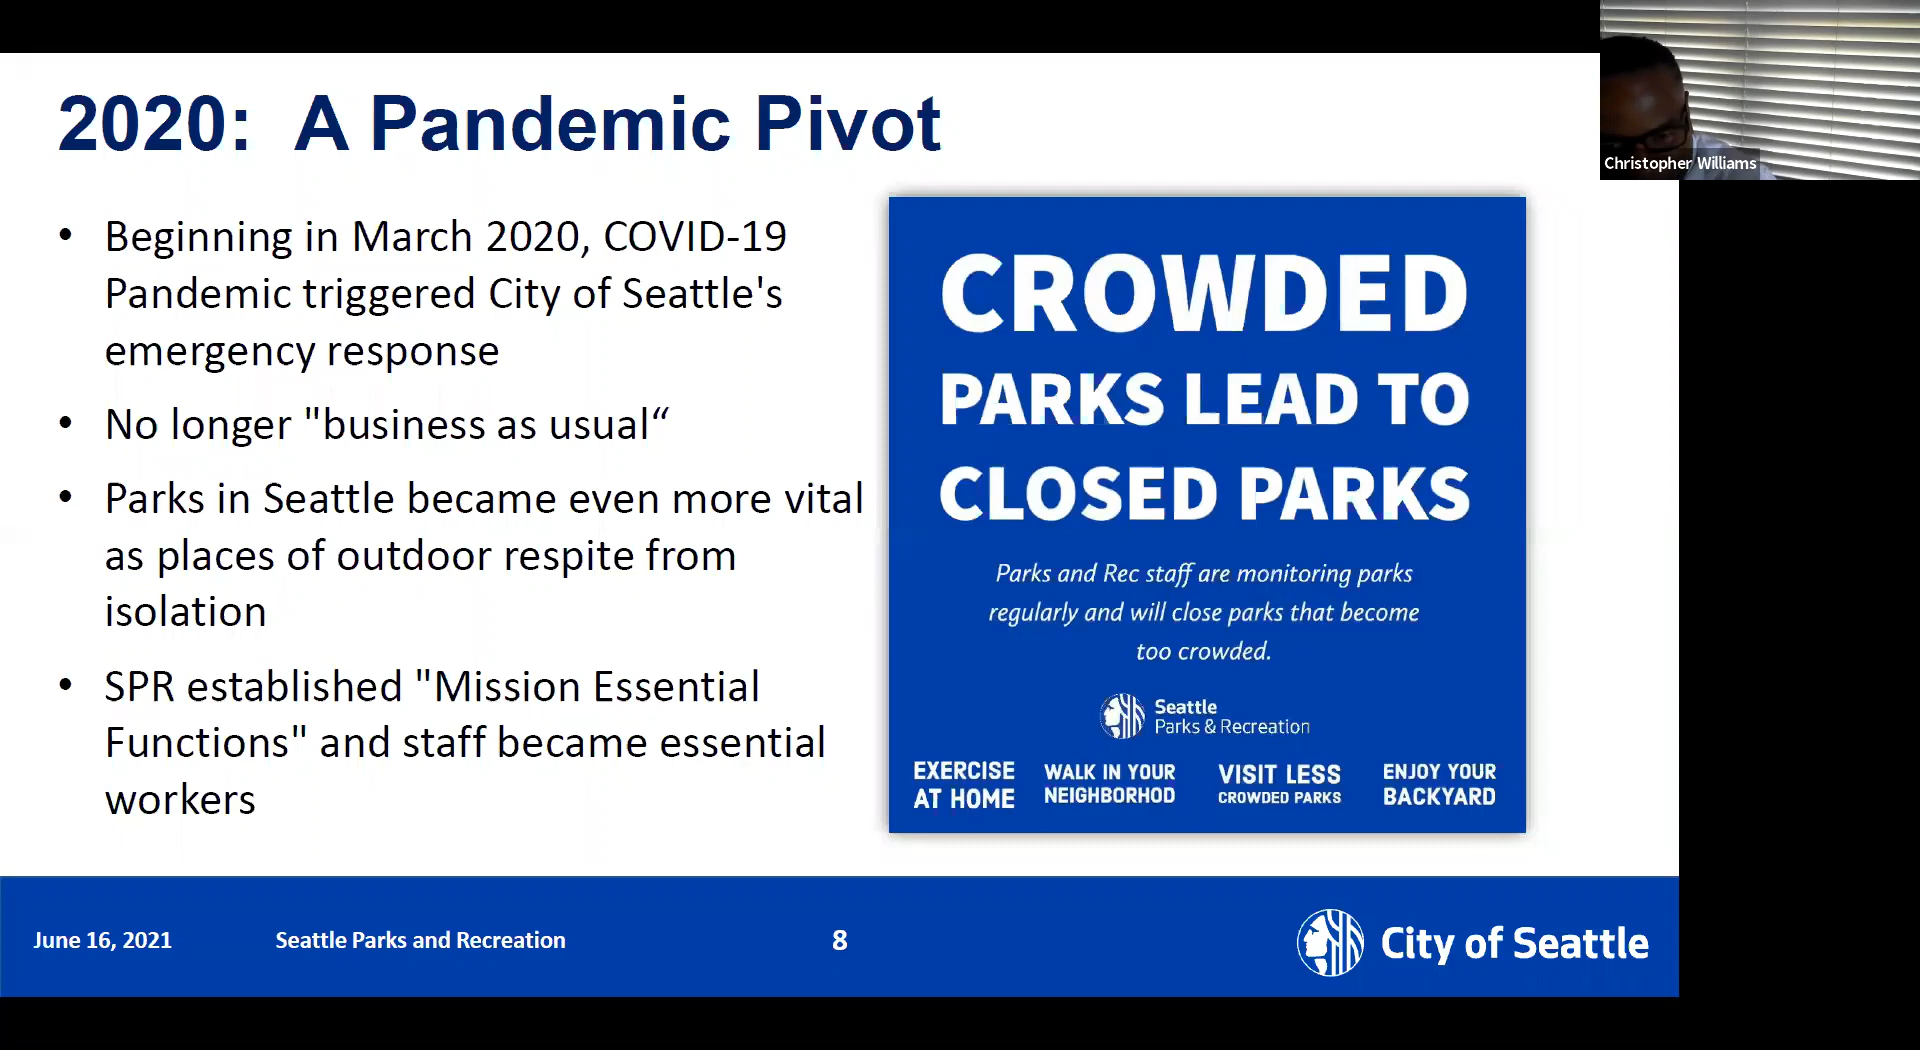 2020:  A Pandemic Pivot
Christopher Williams
• Beginning in March 2020, COVID-19
Pandemic triggered City of Seattle's
emergency response
• No longer "business as usual“
• Parks in Seattle became even more vital
as places of outdoor respite from
isolation
• SPR established "Mission Essential
Functions" and staff became essential
workers
CROWDED
PARKS LEAD TO
CLOSED PARKS
Parks and Rec staff are monitoring parks
regularly and will close parks that become
too crowded.
Seattle
Parks & Recreation
EXERCISE
AT HOME
WALK IN YOUR
NEIGHBORHOD
VISIT LESS
CROWDED PARKS
ENJOY YOUR
BACKYARD
June 16, 2021
Seattle Parks and Recreation
8
City of Seattle